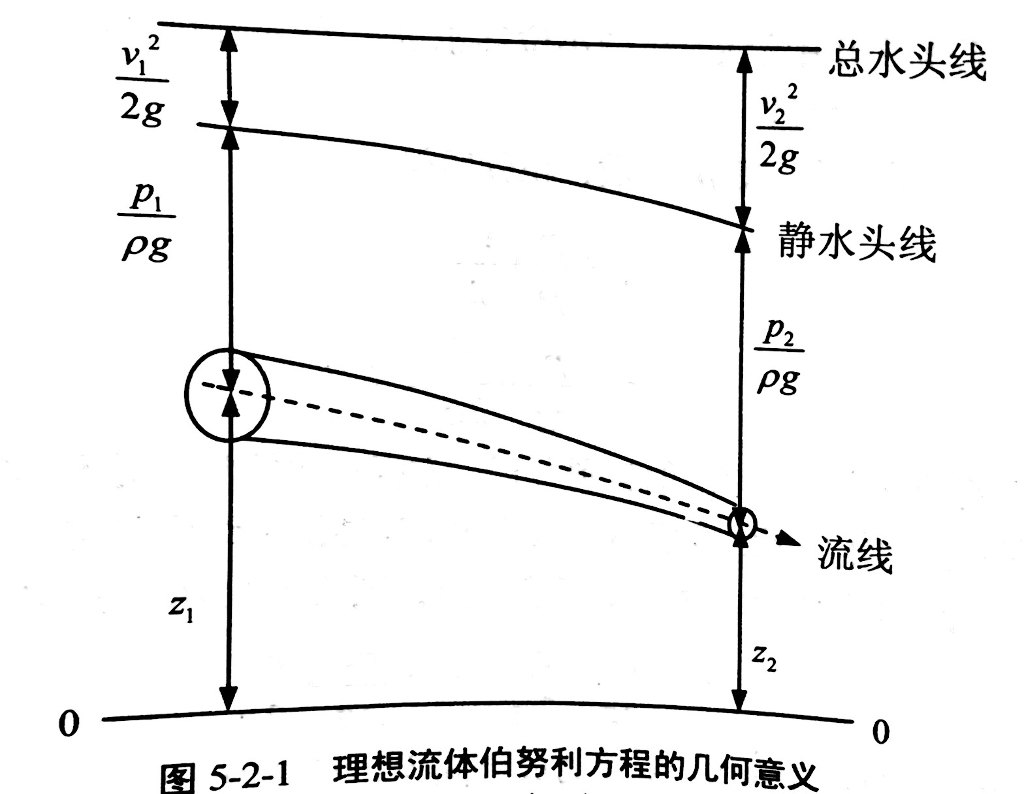 v₁²/2g
总水头线
v₂²/2g
p₁/ρg
静水头线
p₂/ρg
流线
z₁
z₂
0
0
图 5-2-1 理想流体伯努利方程的几何意义